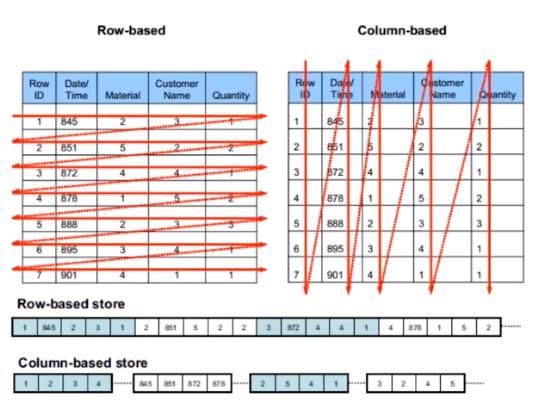 Row-based
Row ID Date/Time Material Customer Name Quantity
1 845 2 3 1
2 851 5 2 2
3 872 4 4 1
4 878 1 5 2
5 888 2 3 3
6 895 3 4 1
7 901 4 1 1
Column-based
Row ID Date/Time Material Customer Name Quantity
1 845 2 3 1
2 851 5 2 2
3 872 4 4 1
4 878 1 5 2
5 888 2 3 3
6 895 3 4 1
7 901 4 1 1
Row-based store
1 845 2 3 1 2 851 5 2 2 3 872 4 4 1 4 878 1 5 2
Column-based store
1 2 3 4 845 851 872 878 2 5 4 1 3 2 4 5